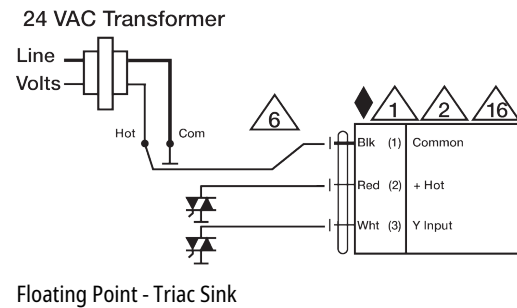 24 VAC Transformer
Line
Volts
Hot
Com
6
1
2
16
Blk (1) Common
Red (2) + Hot
Wht (3) Y Input
Floating Point - Triac Sink